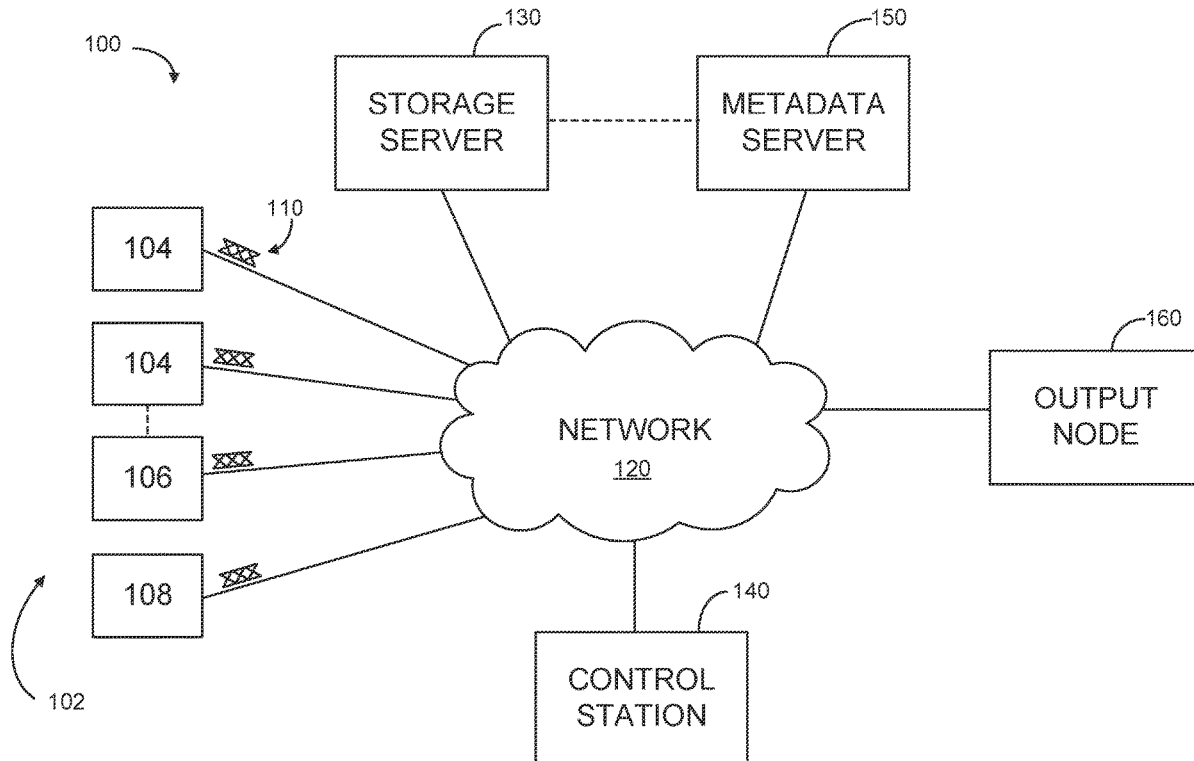 100
130
150
STORAGE
SERVER
METADATA
SERVER
110
104
104
106
108
102
NETWORK
120
160
OUTPUT
NODE
140
CONTROL
STATION